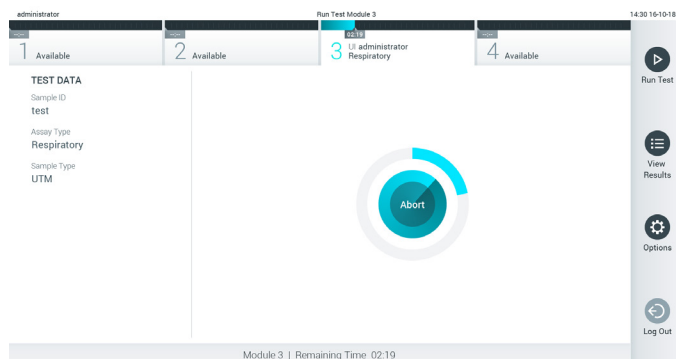 administrator
Run Test Module 3
14:30 16-10-18
--:--
--:--
02:19
--:--
1 Available
2 Available
3 UI administrator
Respiratory
4 Available
TEST DATA
Sample ID
test
Assay Type
Respiratory
Sample Type
UTM
Abort
Run Test
View
Results
Options
Log Out
Module 3 | Remaining Time 02:19